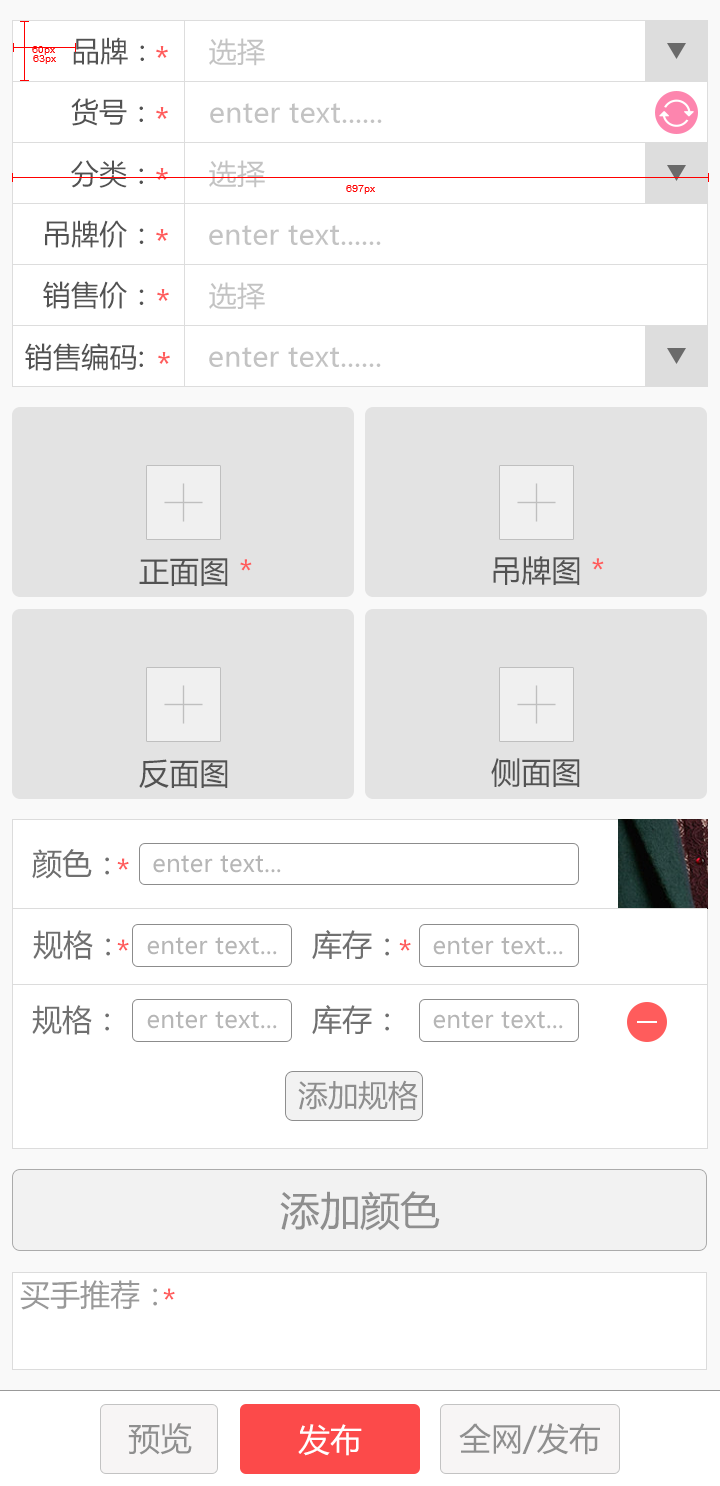 品牌：* 选择
60px
63px
货号：* enter text......
分类：* 选择
697px
吊牌价：* enter text......
销售价：* 选择
销售编码: * enter text......
正面图 * 吊牌图 *
反面图 侧面图
颜色：* enter text...
规格：* enter text... 库存：* enter text...
规格： enter text... 库存： enter text...
添加规格
添加颜色
买手推荐：*
预览 发布 全网/发布